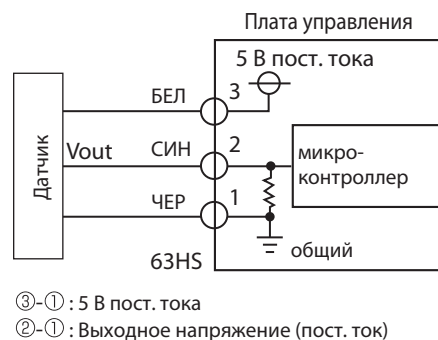 Плата управления
5 В пост. тока
БЕЛ
3
Датчик
Vout
СИН
2
микро-
контроллер
ЧЕР
1
общий
63HS
③-① : 5 В пост. тока
②-① : Выходное напряжение (пост. ток)